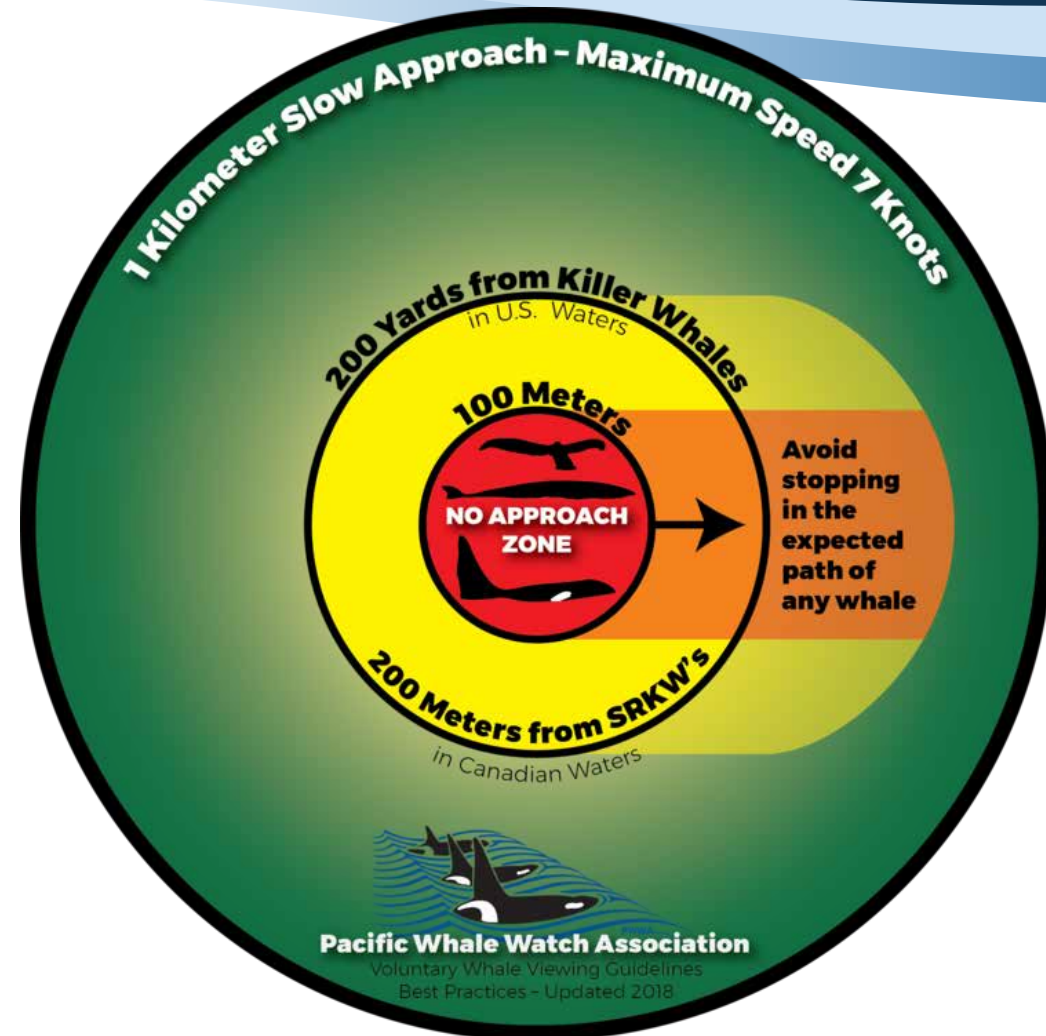 1 Kilometer Slow Approach – Maximum Speed 7 Knots
200 Yards from Killer Whales
in U.S. Waters
100 Meters
NO APPROACH
ZONE
Avoid
stopping
in the
expected
path of
any whale
200 Meters from SRKW's
in Canadian Waters
Pacific Whale Watch Association
Voluntary Whale Viewing Guidelines
Best Practices – Updated 2018